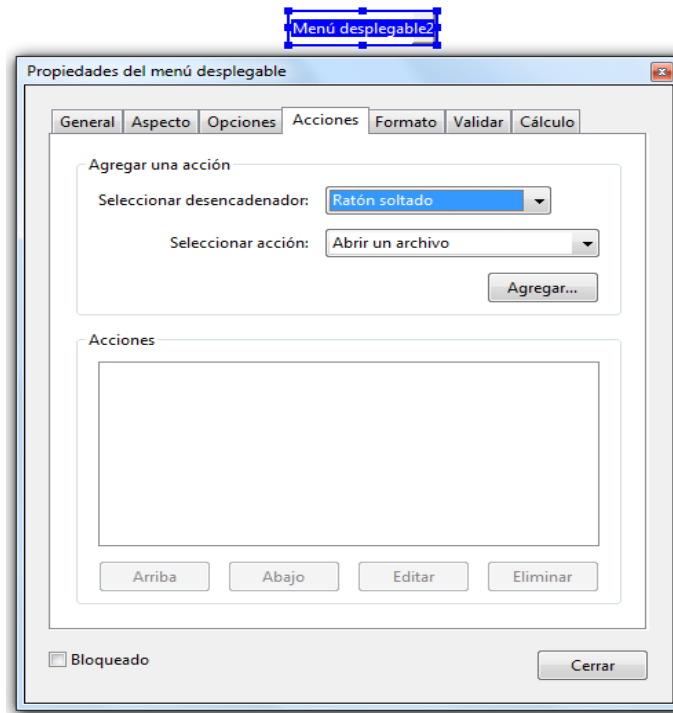 Menú desplegable2
Propiedades del menú desplegable
General Aspecto Opciones Acciones Formato Validar Cálculo
Agregar una acción
Seleccionar desencadenador: Ratón soltado
Seleccionar acción: Abrir un archivo
Agregar...
Acciones
Arriba Abajo Editar Eliminar
Bloqueado Cerrar